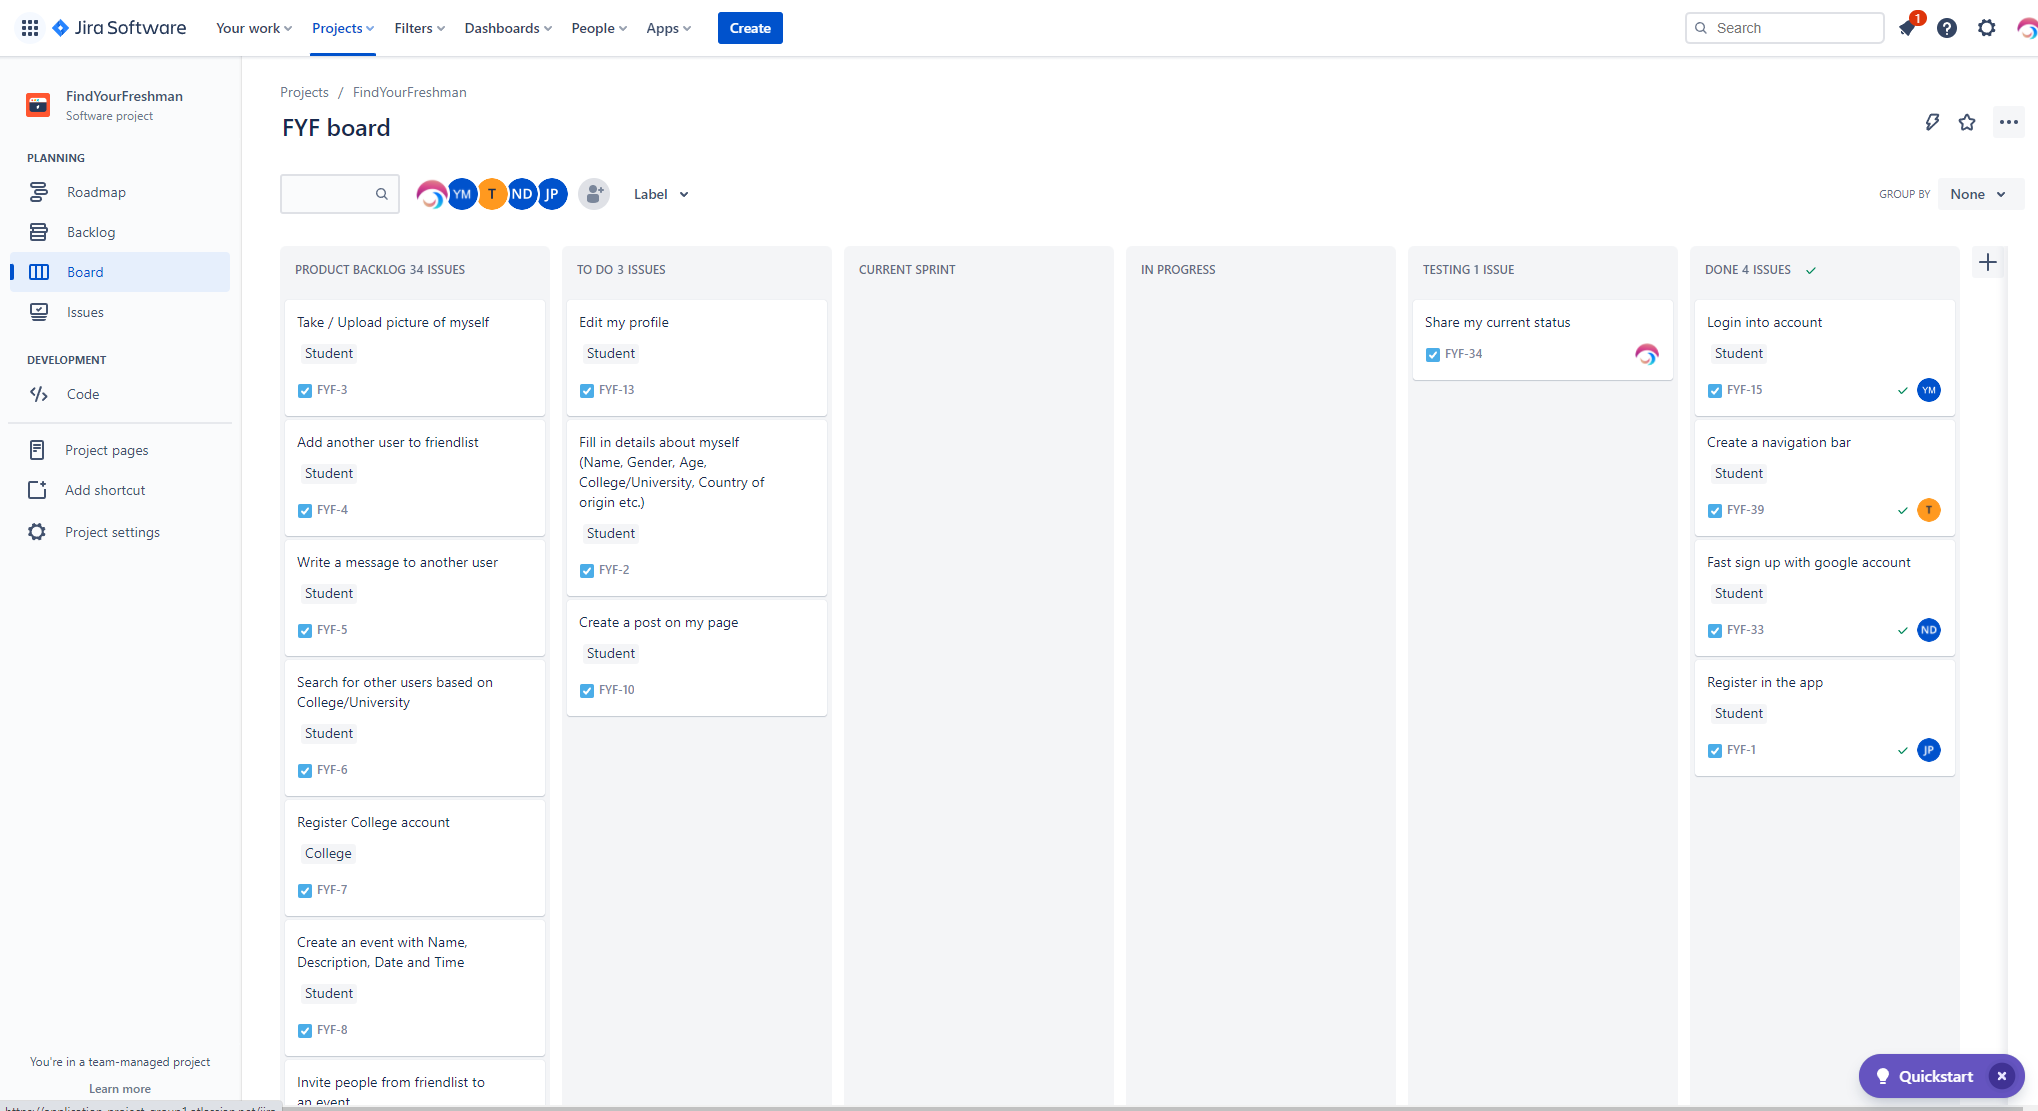 Jira Software
Your work
Projects
Filters
Dashboards
People
Apps
Create
Search
1
FindYourFreshman
Software project
PLANNING
Roadmap
Backlog
Board
Issues
DEVELOPMENT
Code
Project pages
Add shortcut
Project settings
You're in a team-managed project
Learn more
Projects / FindYourFreshman
FYF board
YM T ND JP
Label
GROUP BY None
PRODUCT BACKLOG 34 ISSUES
Take / Upload picture of myself
Student
FYF-3
Add another user to friendlist
Student
FYF-4
Write a message to another user
Student
FYF-5
Search for other users based on
College/University
Student
FYF-6
Register College account
College
FYF-7
Create an event with Name,
Description, Date and Time
Student
FYF-8
Invite people from friendlist to
an event
TO DO 3 ISSUES
Edit my profile
Student
FYF-13
Fill in details about myself
(Name, Gender, Age,
College/University, Country of
origin etc.)
Student
FYF-2
Create a post on my page
Student
FYF-10
CURRENT SPRINT
IN PROGRESS
TESTING 1 ISSUE
Share my current status
FYF-34
DONE 4 ISSUES
Login into account
Student
FYF-15
YM
Create a navigation bar
Student
FYF-39
T
Fast sign up with google account
Student
FYF-33
ND
Register in the app
Student
FYF-1
JP
Quickstart